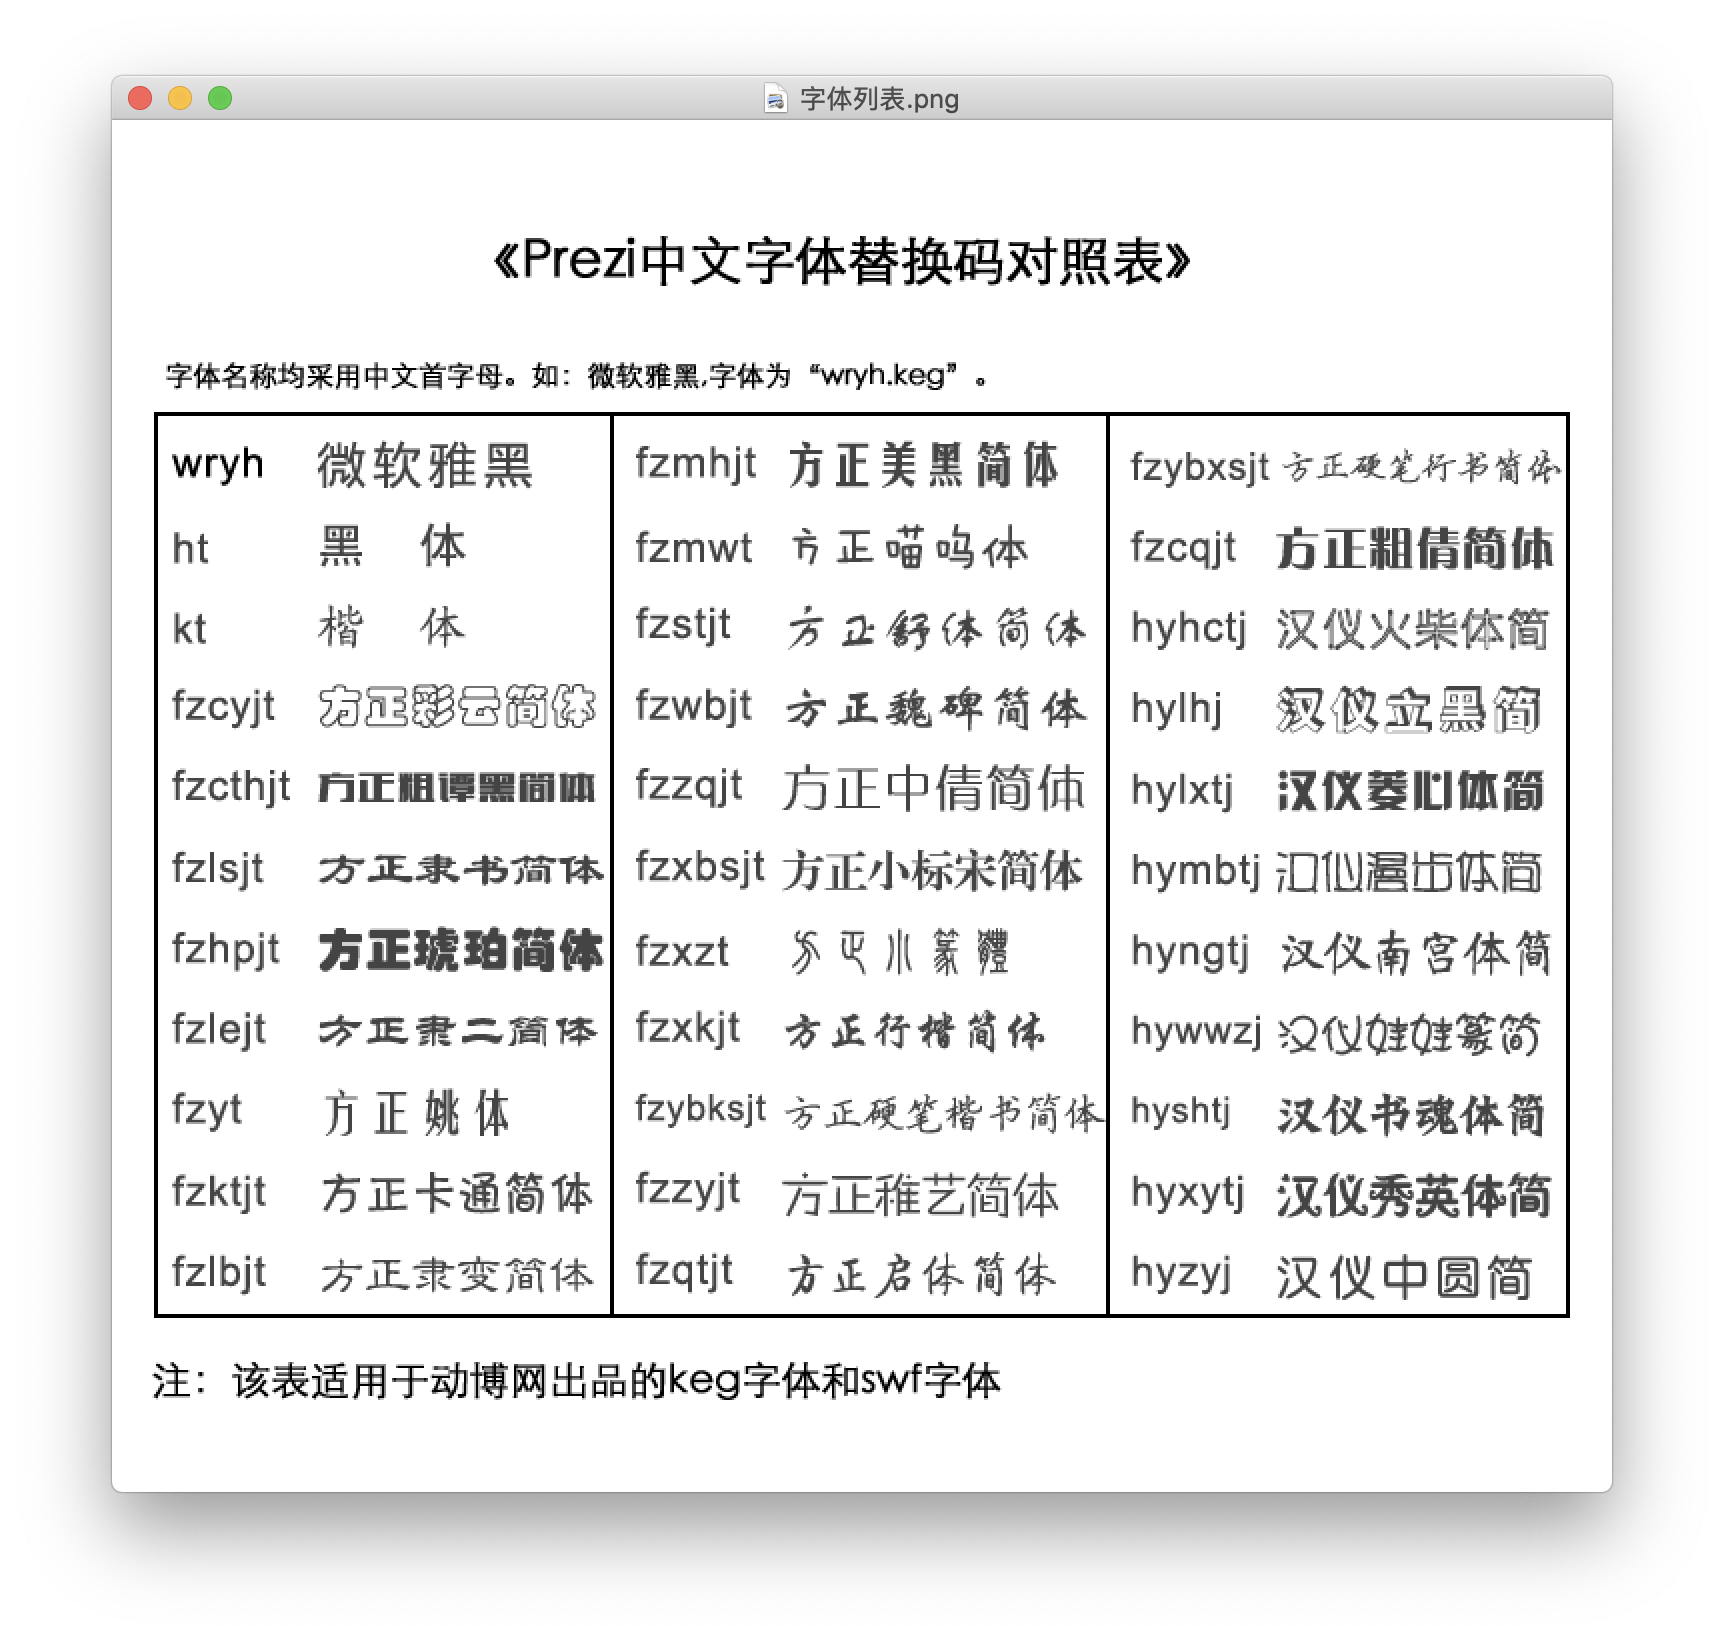 字体列表.png
《Prezi中文字体替换码对照表》
字体名称均采用中文首字母。如：微软雅黑,字体为“wryh.keg”。
wryh 微软雅黑
ht 黑 体
kt 楷 体
fzcyjt 方正彩云简体
fzcthjt 方正粗谭黑简体
fzlsjt 方正隶书简体
fzhpjt 方正琥珀简体
fzlejt 方正隶二简体
fzyt 方正姚体
fzktjt 方正卡通简体
fzlbjt 方正隶变简体
fzmhjt 方正美黑简体
fzmwt 方正喵呜体
fzstjt 方正舒体简体
fzwbjt 方正魏碑简体
fzzqjt 方正中倩简体
fzxbsjt 方正小标宋简体
fzxzt 方正小篆體
fzxkjt 方正行楷简体
fzybksjt 方正硬笔楷书简体
fzzyjt 方正稚艺简体
fzqtjt 方正启体简体
fzybxsjt 方正硬笔行书简体
fzcqjt 方正粗倩简体
hyhctj 汉仪火柴体简
hylhj 汉仪立黑简
hylxtj 汉仪菱心体简
hymbtj 汉仪漫步体简
hyngtj 汉仪南宫体简
hywwzj 汉仪娃娃篆简
hyshtj 汉仪书魂体简
hyxytj 汉仪秀英体简
hyzyj 汉仪中圆简
注：该表适用于动博网出品的keg字体和swf字体